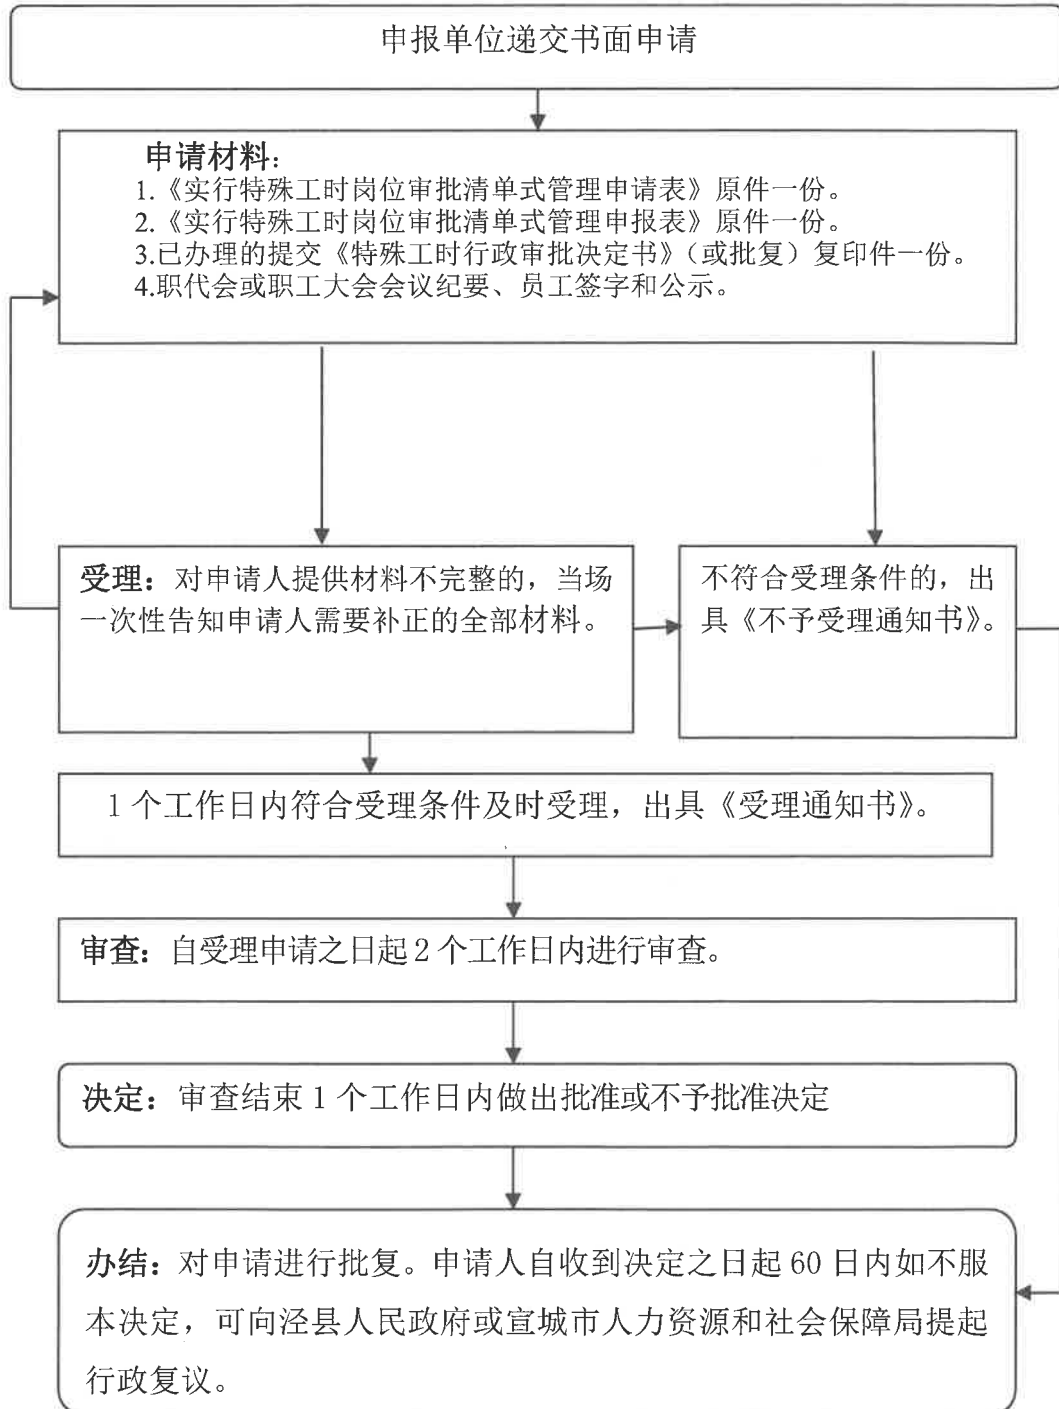 申报单位递交书面申请
申请材料：
1.《实行特殊工时岗位审批清单式管理申请表》原件一份。
2.《实行特殊工时岗位审批清单式管理申报表》原件一份。
3.已办理的提交《特殊工时行政审批决定书》（或批复）复印件一份。
4.职代会或职工大会会议纪要、员工签字和公示。
受理：对申请人提供材料不完整的，当场
一次性告知申请人需要补正的全部材料。
不符合受理条件的，出
具《不予受理通知书》。
1 个工作日内符合受理条件及时受理，出具《受理通知书》。
审查：自受理申请之日起 2 个工作日内进行审查。
决定：审查结束 1 个工作日内做出批准或不予批准决定
办结：对申请进行批复。申请人自收到决定之日起 60 日内如不服
本决定，可向泾县人民政府或宣城市人力资源和社会保障局提起
行政复议。